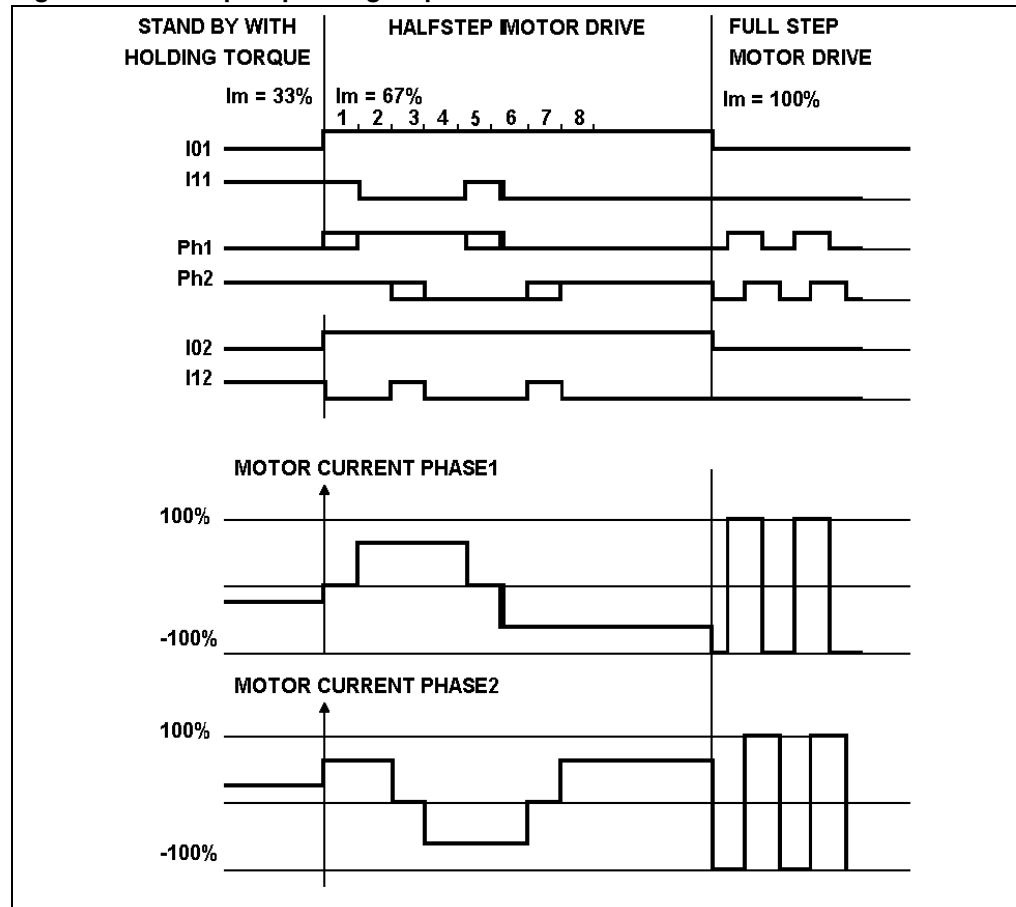 STAND BY WITH
HOLDING TORQUE
HALFSTEP MOTOR DRIVE
FULL STEP
MOTOR DRIVE
Im = 33%
Im = 67%
Im = 100%
1 2 3 4 5 6 7 8
I01
I11
Ph1
Ph2
I02
I12
MOTOR CURRENT PHASE1
100%
-100%
MOTOR CURRENT PHASE2
100%
-100%